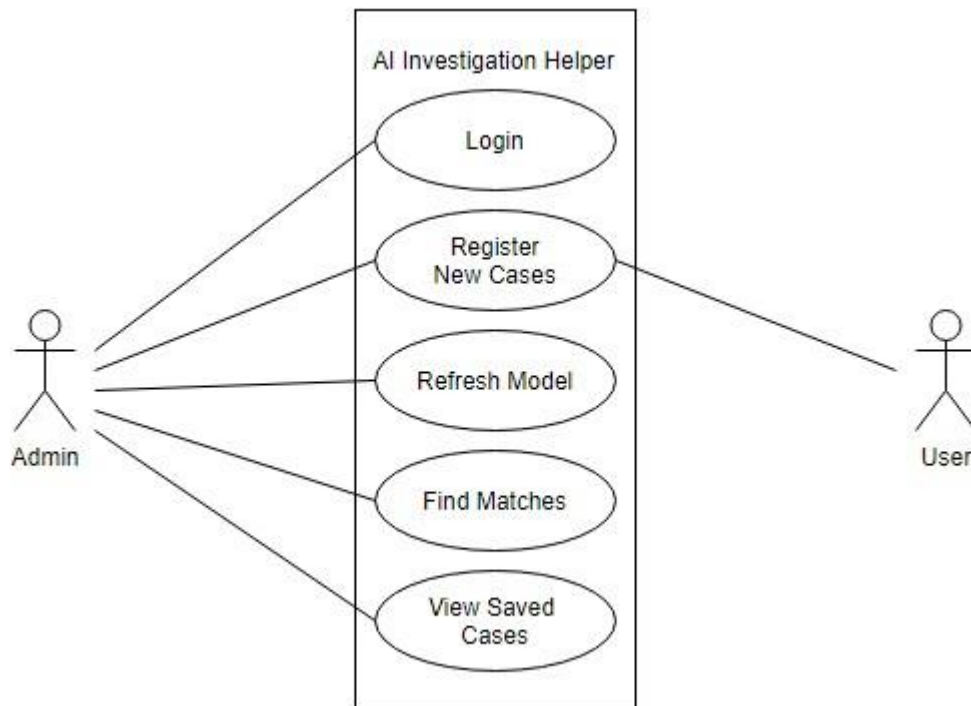 AI Investigation Helper
Login
Register
New Cases
Refresh Model
Find Matches
View Saved
Cases
Admin
User